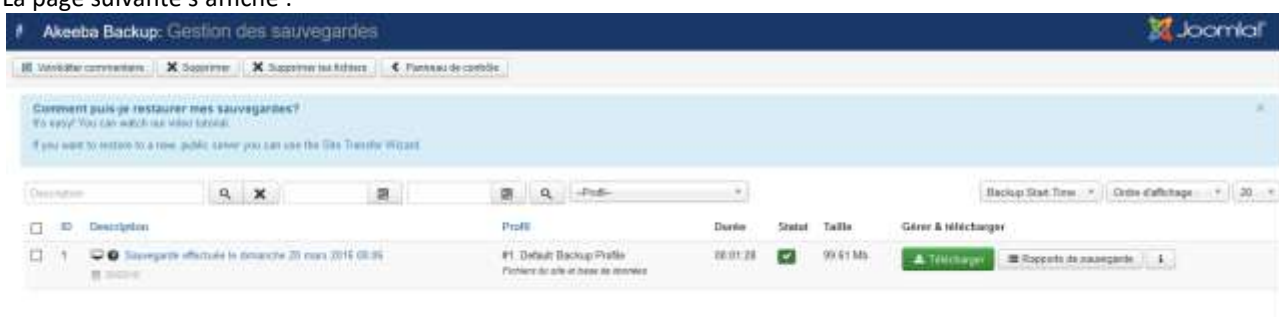 La page suivante s'affiche :
Akeeba Backup: Gestion des sauvegardes
Joomla!
Voir/éditer commentaire Supprimer Supprimer les fichiers Panneau de contrôle
Comment puis-je restaurer mes sauvegardes?
It's easy! You can watch our video tutorial.
If you want to restore to a new, public server you can use the Site Transfer Wizard.
Description --Profil-- Backup Start Time Ordre d'affichage 20
ID Description Profil Durée Statut Taille Gérer & télécharger
1 Sauvegarde effectuée le dimanche 20 mars 2016 #1. Default Backup Profile 00:01:28 99.61 Mb Télécharger Rapports de sauvegarde i
Fichiers du site et base de données